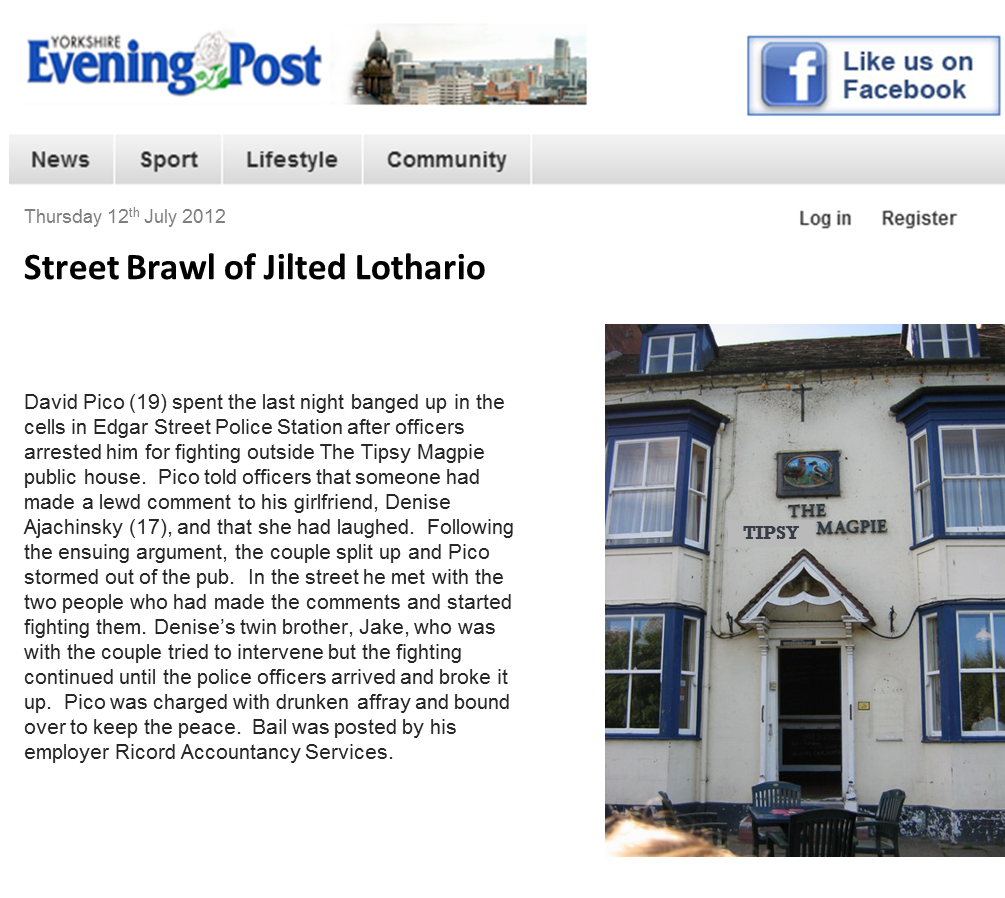 YORKSHIRE
Evening Post
Like us on
Facebook
News Sport Lifestyle Community
Thursday 12th July 2012
Log in Register
Street Brawl of Jilted Lothario
David Pico (19) spent the last night banged up in the
cells in Edgar Street Police Station after officers
arrested him for fighting outside The Tipsy Magpie
public house.  Pico told officers that someone had
made a lewd comment to his girlfriend, Denise
Ajachinsky (17), and that she had laughed.  Following
the ensuing argument, the couple split up and Pico
stormed out of the pub.  In the street he met with the
two people who had made the comments and started
fighting them. Denise’s twin brother, Jake, who was
with the couple tried to intervene but the fighting
continued until the police officers arrived and broke it
up.  Pico was charged with drunken affray and bound
over to keep the peace.  Bail was posted by his
employer Ricord Accountancy Services.
THE
TIPSY MAGPIE